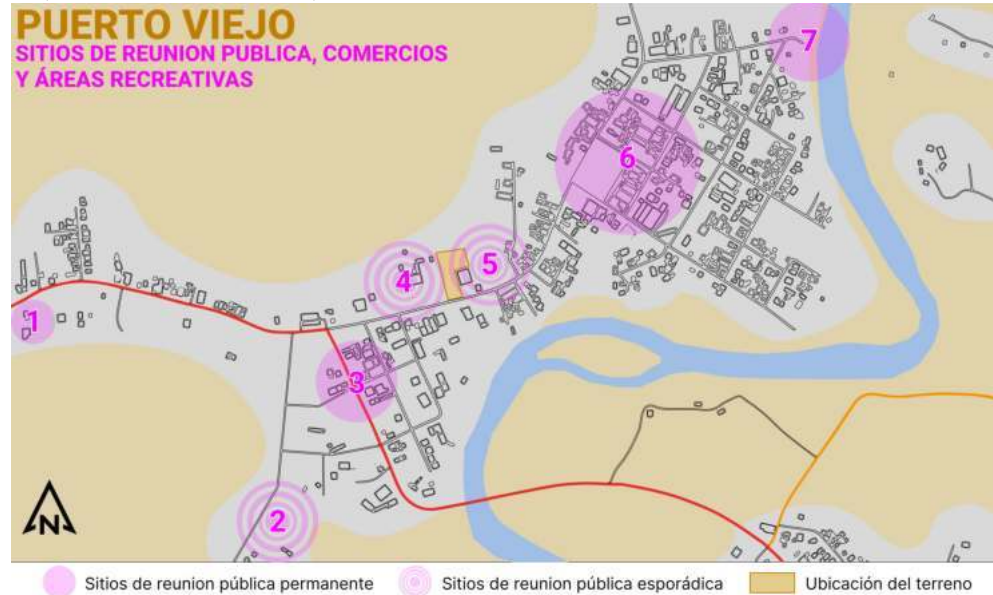 PUERTO VIEJO
SITIOS DE REUNION PUBLICA, COMERCIOS
Y ÁREAS RECREATIVAS
7
6
5
4
1
3
2
N
Sitios de reunion pública permanente
Sitios de reunion pública esporádica
Ubicación del terreno